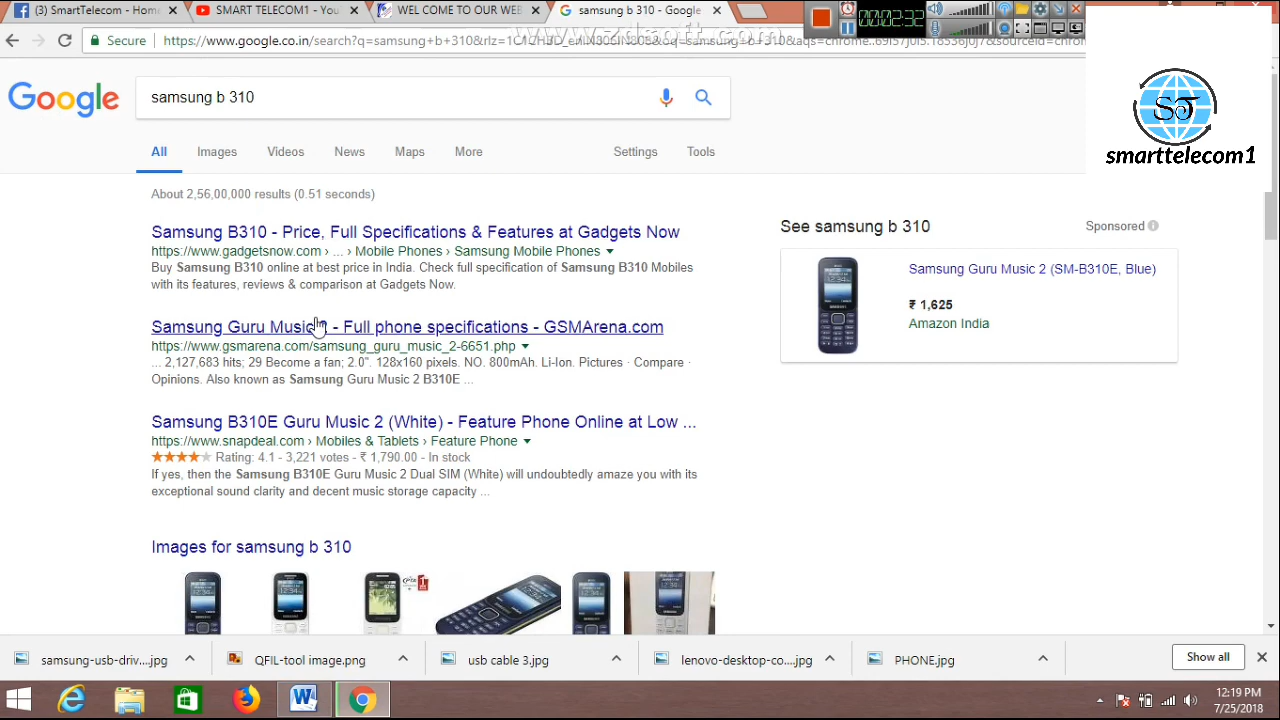 (3) SmartTelecom - Home
SMART TELECOM1 - YouT
WEL COME TO OUR WEB
samsung b 310 - Google
00:02:32
Secure
Google
samsung b 310
smarttelecom1
All Images Videos News Maps More Settings Tools
About 2,56,00,000 results (0.51 seconds)
Samsung B310 - Price, Full Specifications & Features at Gadgets Now
https://www.gadgetsnow.com › ... › Mobile Phones › Samsung Mobile Phones
Buy Samsung B310 online at best price in India. Check full specification of Samsung B310 Mobiles
with its features, reviews & comparison at Gadgets Now.
Samsung Guru Music - Full phone specifications - GSMArena.com
https://www.gsmarena.com/samsung_guru_music_2-6651.php
... 2,127,683 hits; 29 Become a fan; 2.0". 128x160 pixels. NO. 800mAh. Li-Ion. Pictures · Compare ·
Opinions. Also known as Samsung Guru Music 2 B310E ...
Samsung B310E Guru Music 2 (White) - Feature Phone Online at Low ...
https://www.snapdeal.com › Mobiles & Tablets › Feature Phone
Rating: 4.1 - 3,221 votes - ₹ 1,790.00 - In stock
If yes, then the Samsung B310E Guru Music 2 Dual SIM (White) will undoubtedly amaze you with its
exceptional sound clarity and decent music storage capacity ...
Images for samsung b 310
See samsung b 310
Sponsored
Samsung Guru Music 2 (SM-B310E, Blue)
₹ 1,625
Amazon India
samsung-usb-driv....jpg
QFIL-tool image.png
usb cable 3.jpg
lenovo-desktop-co....jpg
PHONE.jpg
Show all
12:19 PM
7/25/2018